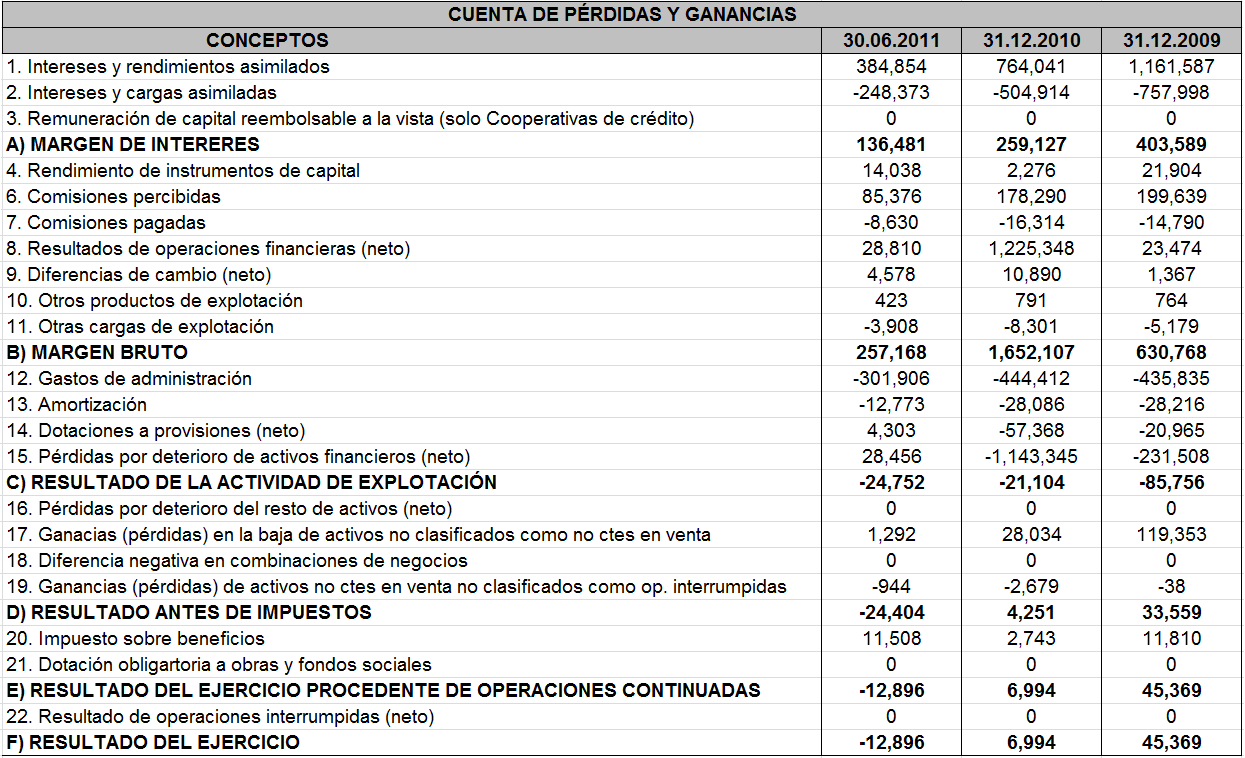 CUENTA DE PÉRDIDAS Y GANANCIAS
CONCEPTOS 30.06.2011 31.12.2010 31.12.2009
1. Intereses y rendimientos asimilados 384,854 764,041 1,161,587
2. Intereses y cargas asimiladas -248,373 -504,914 -757,998
3. Remuneración de capital reembolsable a la vista (solo Cooperativas de crédito) 0 0 0
A) MARGEN DE INTERERES 136,481 259,127 403,589
4. Rendimiento de instrumentos de capital 14,038 2,276 21,904
6. Comisiones percibidas 85,376 178,290 199,639
7. Comisiones pagadas -8,630 -16,314 -14,790
8. Resultados de operaciones financieras (neto) 28,810 1,225,348 23,474
9. Diferencias de cambio (neto) 4,578 10,890 1,367
10. Otros productos de explotación 423 791 764
11. Otras cargas de explotación -3,908 -8,301 -5,179
B) MARGEN BRUTO 257,168 1,652,107 630,768
12. Gastos de administración -301,906 -444,412 -435,835
13. Amortización -12,773 -28,086 -28,216
14. Dotaciones a provisiones (neto) 4,303 -57,368 -20,965
15. Pérdidas por deterioro de activos financieros (neto) 28,456 -1,143,345 -231,508
C) RESULTADO DE LA ACTIVIDAD DE EXPLOTACIÓN -24,752 -21,104 -85,756
16. Pérdidas por deterioro del resto de activos (neto) 0 0 0
17. Ganacias (pérdidas) en la baja de activos no clasificados como no ctes en venta 1,292 28,034 119,353
18. Diferencia negativa en combinaciones de negocios 0 0 0
19. Ganancias (pérdidas) de activos no ctes en venta no clasificados como op. interrumpidas -944 -2,679 -38
D) RESULTADO ANTES DE IMPUESTOS -24,404 4,251 33,559
20. Impuesto sobre beneficios 11,508 2,743 11,810
21. Dotación obligartoria a obras y fondos sociales 0 0 0
E) RESULTADO DEL EJERCICIO PROCEDENTE DE OPERACIONES CONTINUADAS -12,896 6,994 45,369
22. Resultado de operaciones interrumpidas (neto) 0 0 0
F) RESULTADO DEL EJERCICIO -12,896 6,994 45,369